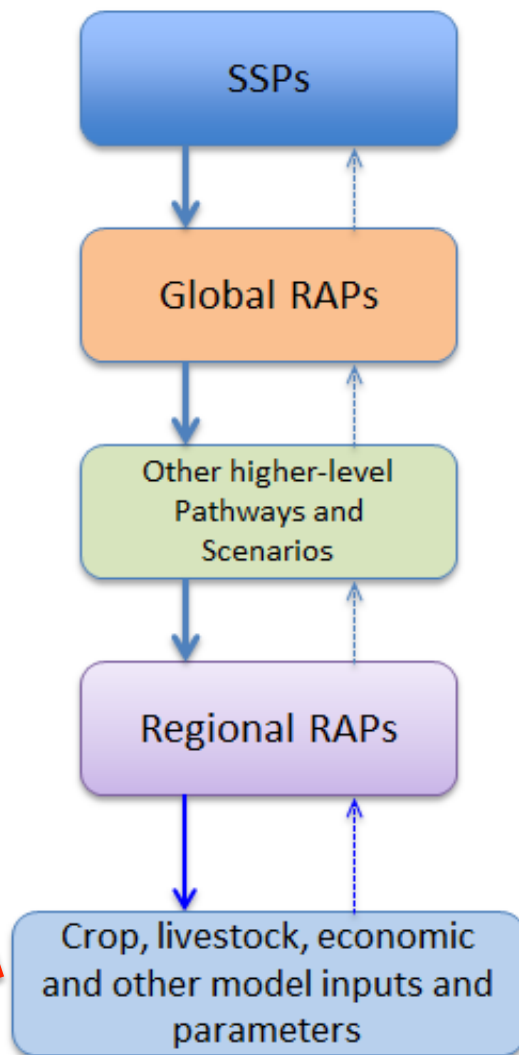 SSPs
Global RAPs
Other higher-level
Pathways and
Scenarios
Regional RAPs
Crop, livestock, economic
and other model inputs and
parameters